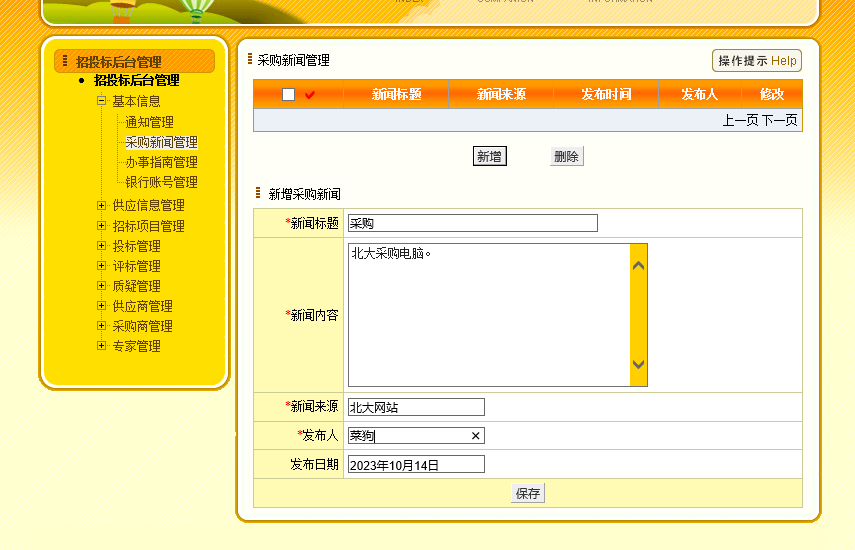 INDEX COMPANION INFORMATION
招投标后台管理
招投标后台管理
基本信息
通知管理
采购新闻管理
办事指南管理
银行账号管理
供应信息管理
招标项目管理
投标管理
评标管理
质疑管理
供应商管理
采购商管理
专家管理
采购新闻管理
操作提示 Help
新闻标题 新闻来源 发布时间 发布人 修改
上一页 下一页
新增 删除
新增采购新闻
*新闻标题 采购
*新闻内容 北大采购电脑。
*新闻来源 北大网站
*发布人 菜狗
发布日期 2023年10月14日
保存